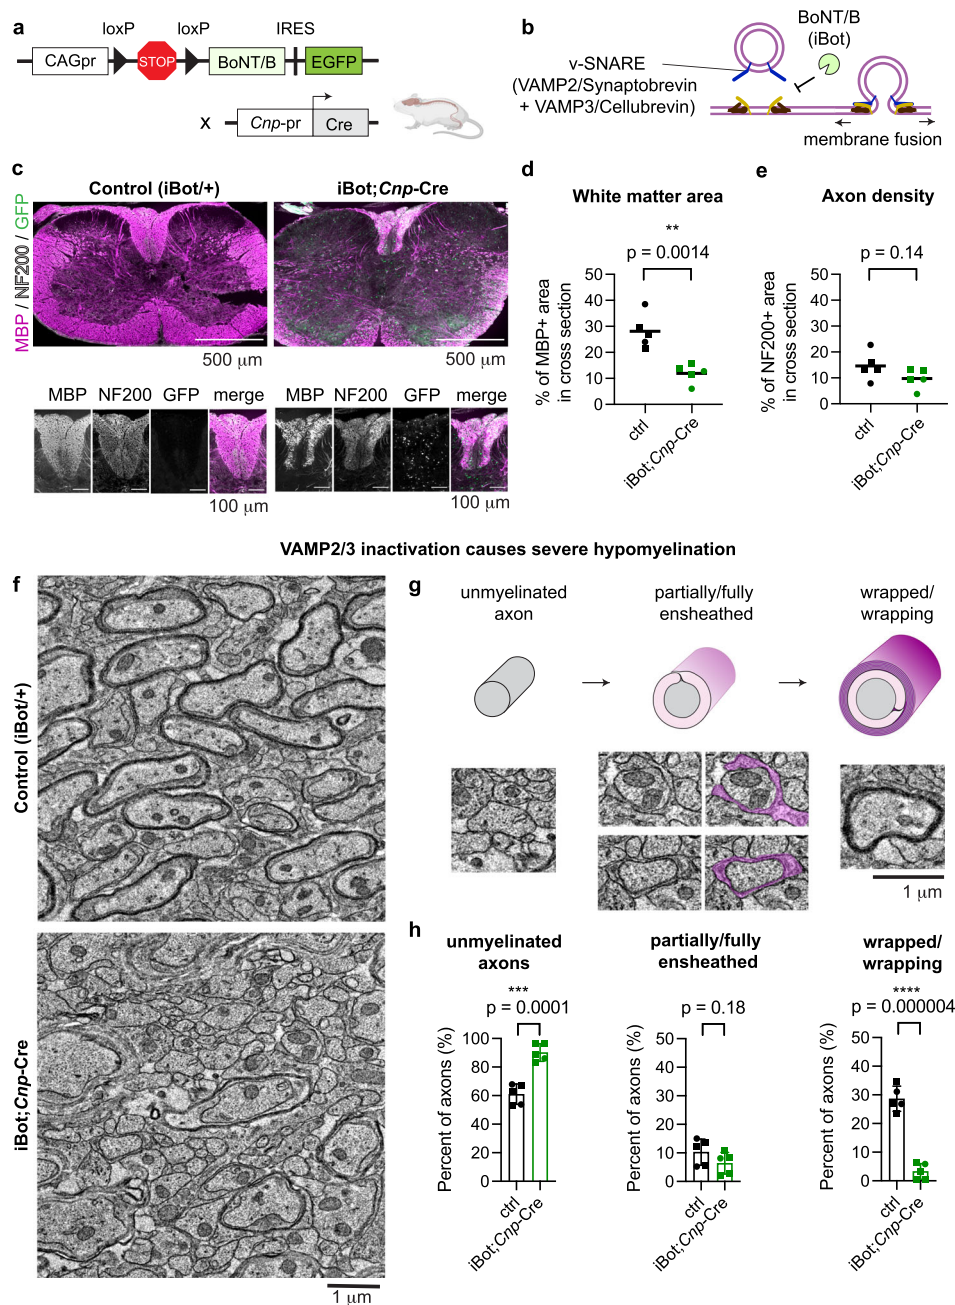 a
loxP
loxP
IRES
CAGpr
STOP
BoNT/B
EGFP
x
Cnp-pr
Cre
b
BoNT/B
(iBot)
v-SNARE
(VAMP2/Synaptobrevin
+ VAMP3/Cellubrevin)
membrane fusion
c
Control (iBot/+)
iBot;Cnp-Cre
MBP / NF200 / GFP
500 μm
500 μm
MBP
NF200
GFP
merge
MBP
NF200
GFP
merge
100 μm
100 μm
d
White matter area
**
p = 0.0014
% of MBP+ area
in cross section
50
40
30
20
10
0
ctrl
iBot;Cnp-Cre
e
Axon density
p = 0.14
% of NF200+ area
in cross section
50
40
30
20
10
0
ctrl
iBot;Cnp-Cre
VAMP2/3 inactivation causes severe hypomyelination
f
Control (iBot/+)
iBot;Cnp-Cre
1 μm
g
unmyelinated
axon
partially/fully
ensheathed
wrapped/
wrapping
1 μm
h
unmyelinated
axons
***
p = 0.0001
Percent of axons (%)
100
80
60
40
20
0
ctrl
iBot;Cnp-Cre
partially/fully
ensheathed
p = 0.18
Percent of axons (%)
50
40
30
20
10
0
ctrl
iBot;Cnp-Cre
wrapped/
wrapping
****
p = 0.000004
Percent of axons (%)
50
40
30
20
10
0
ctrl
iBot;Cnp-Cre